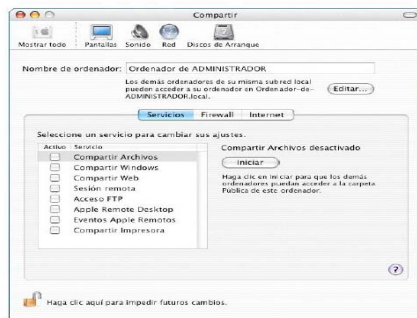 Compartir
Mostrar todo Pantallas Sonido Red Discos de Arranque
Nombre de ordenador: Ordenador de ADMINISTRADOR
Los demás ordenadores de su misma subred local
pueden acceder a su ordenador en Ordenador-de-
ADMINISTRADOR.local.
Editar...
Servicios Firewall Internet
Seleccione un servicio para cambiar sus ajustes.
Activo Servicio
Compartir Archivos
Compartir Windows
Compartir Web
Sesión remota
Acceso FTP
Apple Remote Desktop
Eventos Apple Remotos
Compartir Impresora
Compartir Archivos desactivado
Iniciar
Haga clic en Iniciar para que los demás
ordenadores puedan acceder a la carpeta
Pública de este ordenador.
?
Haga clic aquí para impedir futuros cambios.